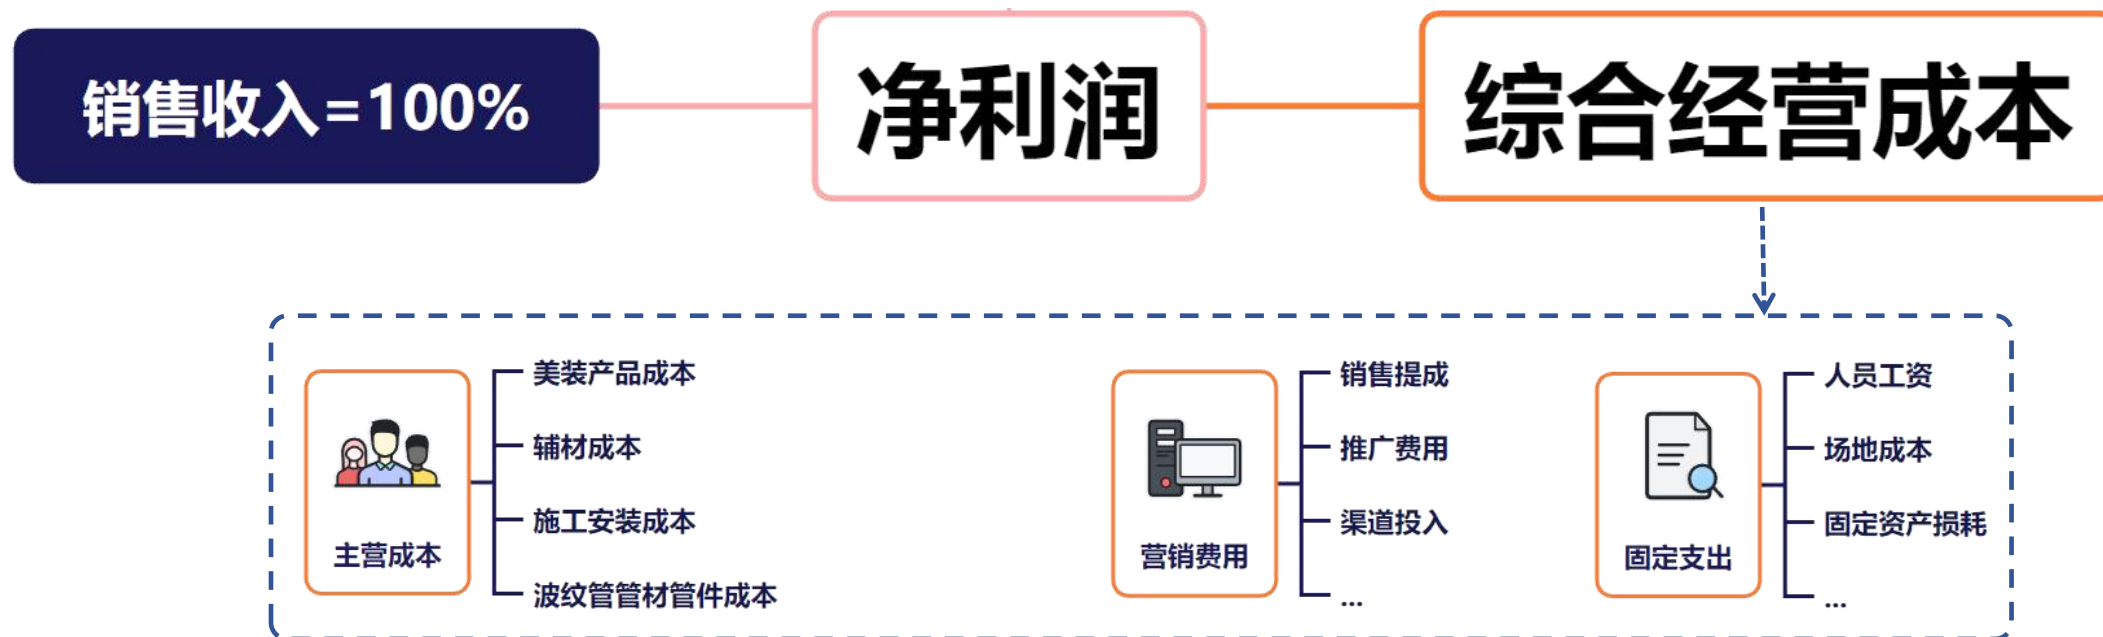 销售收入=100%
净利润
综合经营成本
主营成本
美装产品成本
辅材成本
施工安装成本
波纹管管材管件成本
营销费用
销售提成
推广费用
渠道投入
...
固定支出
人员工资
场地成本
固定资产损耗
...